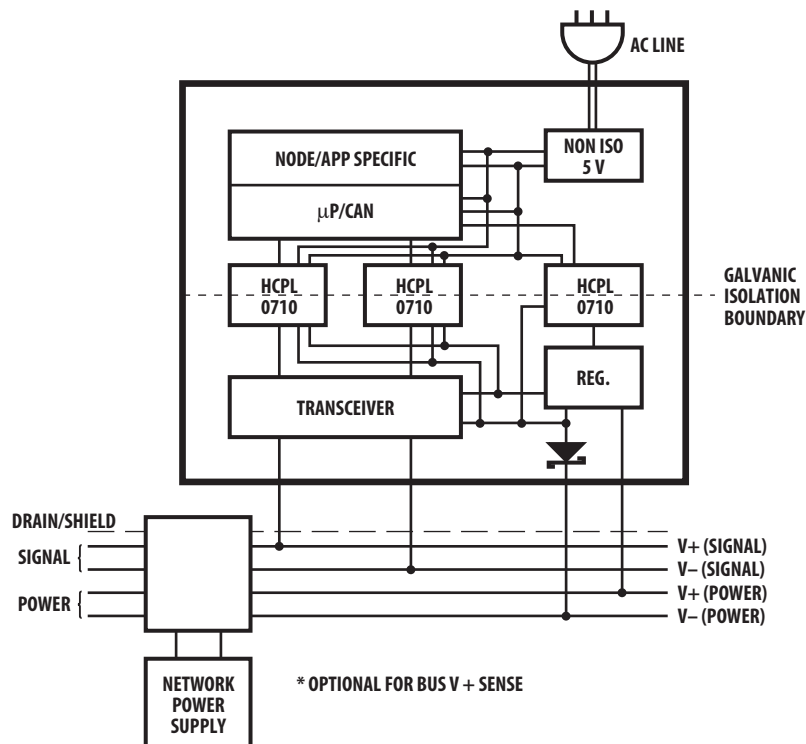 AC LINE
NODE/APP SPECIFIC
NON ISO
5 V
µP/CAN
HCPL
0710
HCPL
0710
HCPL
0710
GALVANIC
ISOLATION
BOUNDARY
TRANSCEIVER
REG.
DRAIN/SHIELD
SIGNAL
POWER
V+ (SIGNAL)
V– (SIGNAL)
V+ (POWER)
V– (POWER)
NETWORK
POWER
SUPPLY
* OPTIONAL FOR BUS V + SENSE